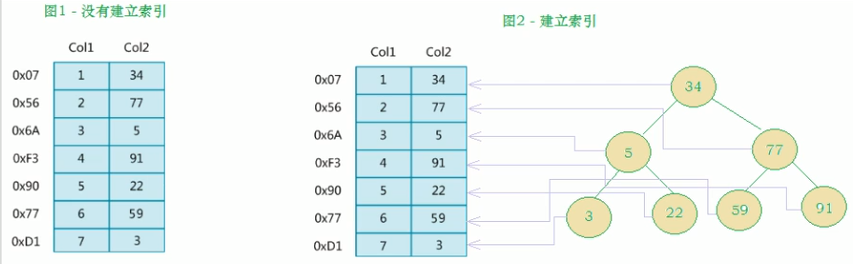 图1 - 没有建立索引
Col1 Col2
0x07 1 34
0x56 2 77
0x6A 3 5
0xF3 4 91
0x90 5 22
0x77 6 59
0xD1 7 3
图2 - 建立索引
Col1 Col2
0x07 1 34
0x56 2 77
0x6A 3 5
0xF3 4 91
0x90 5 22
0x77 6 59
0xD1 7 3
34
5 77
3 22 59 91